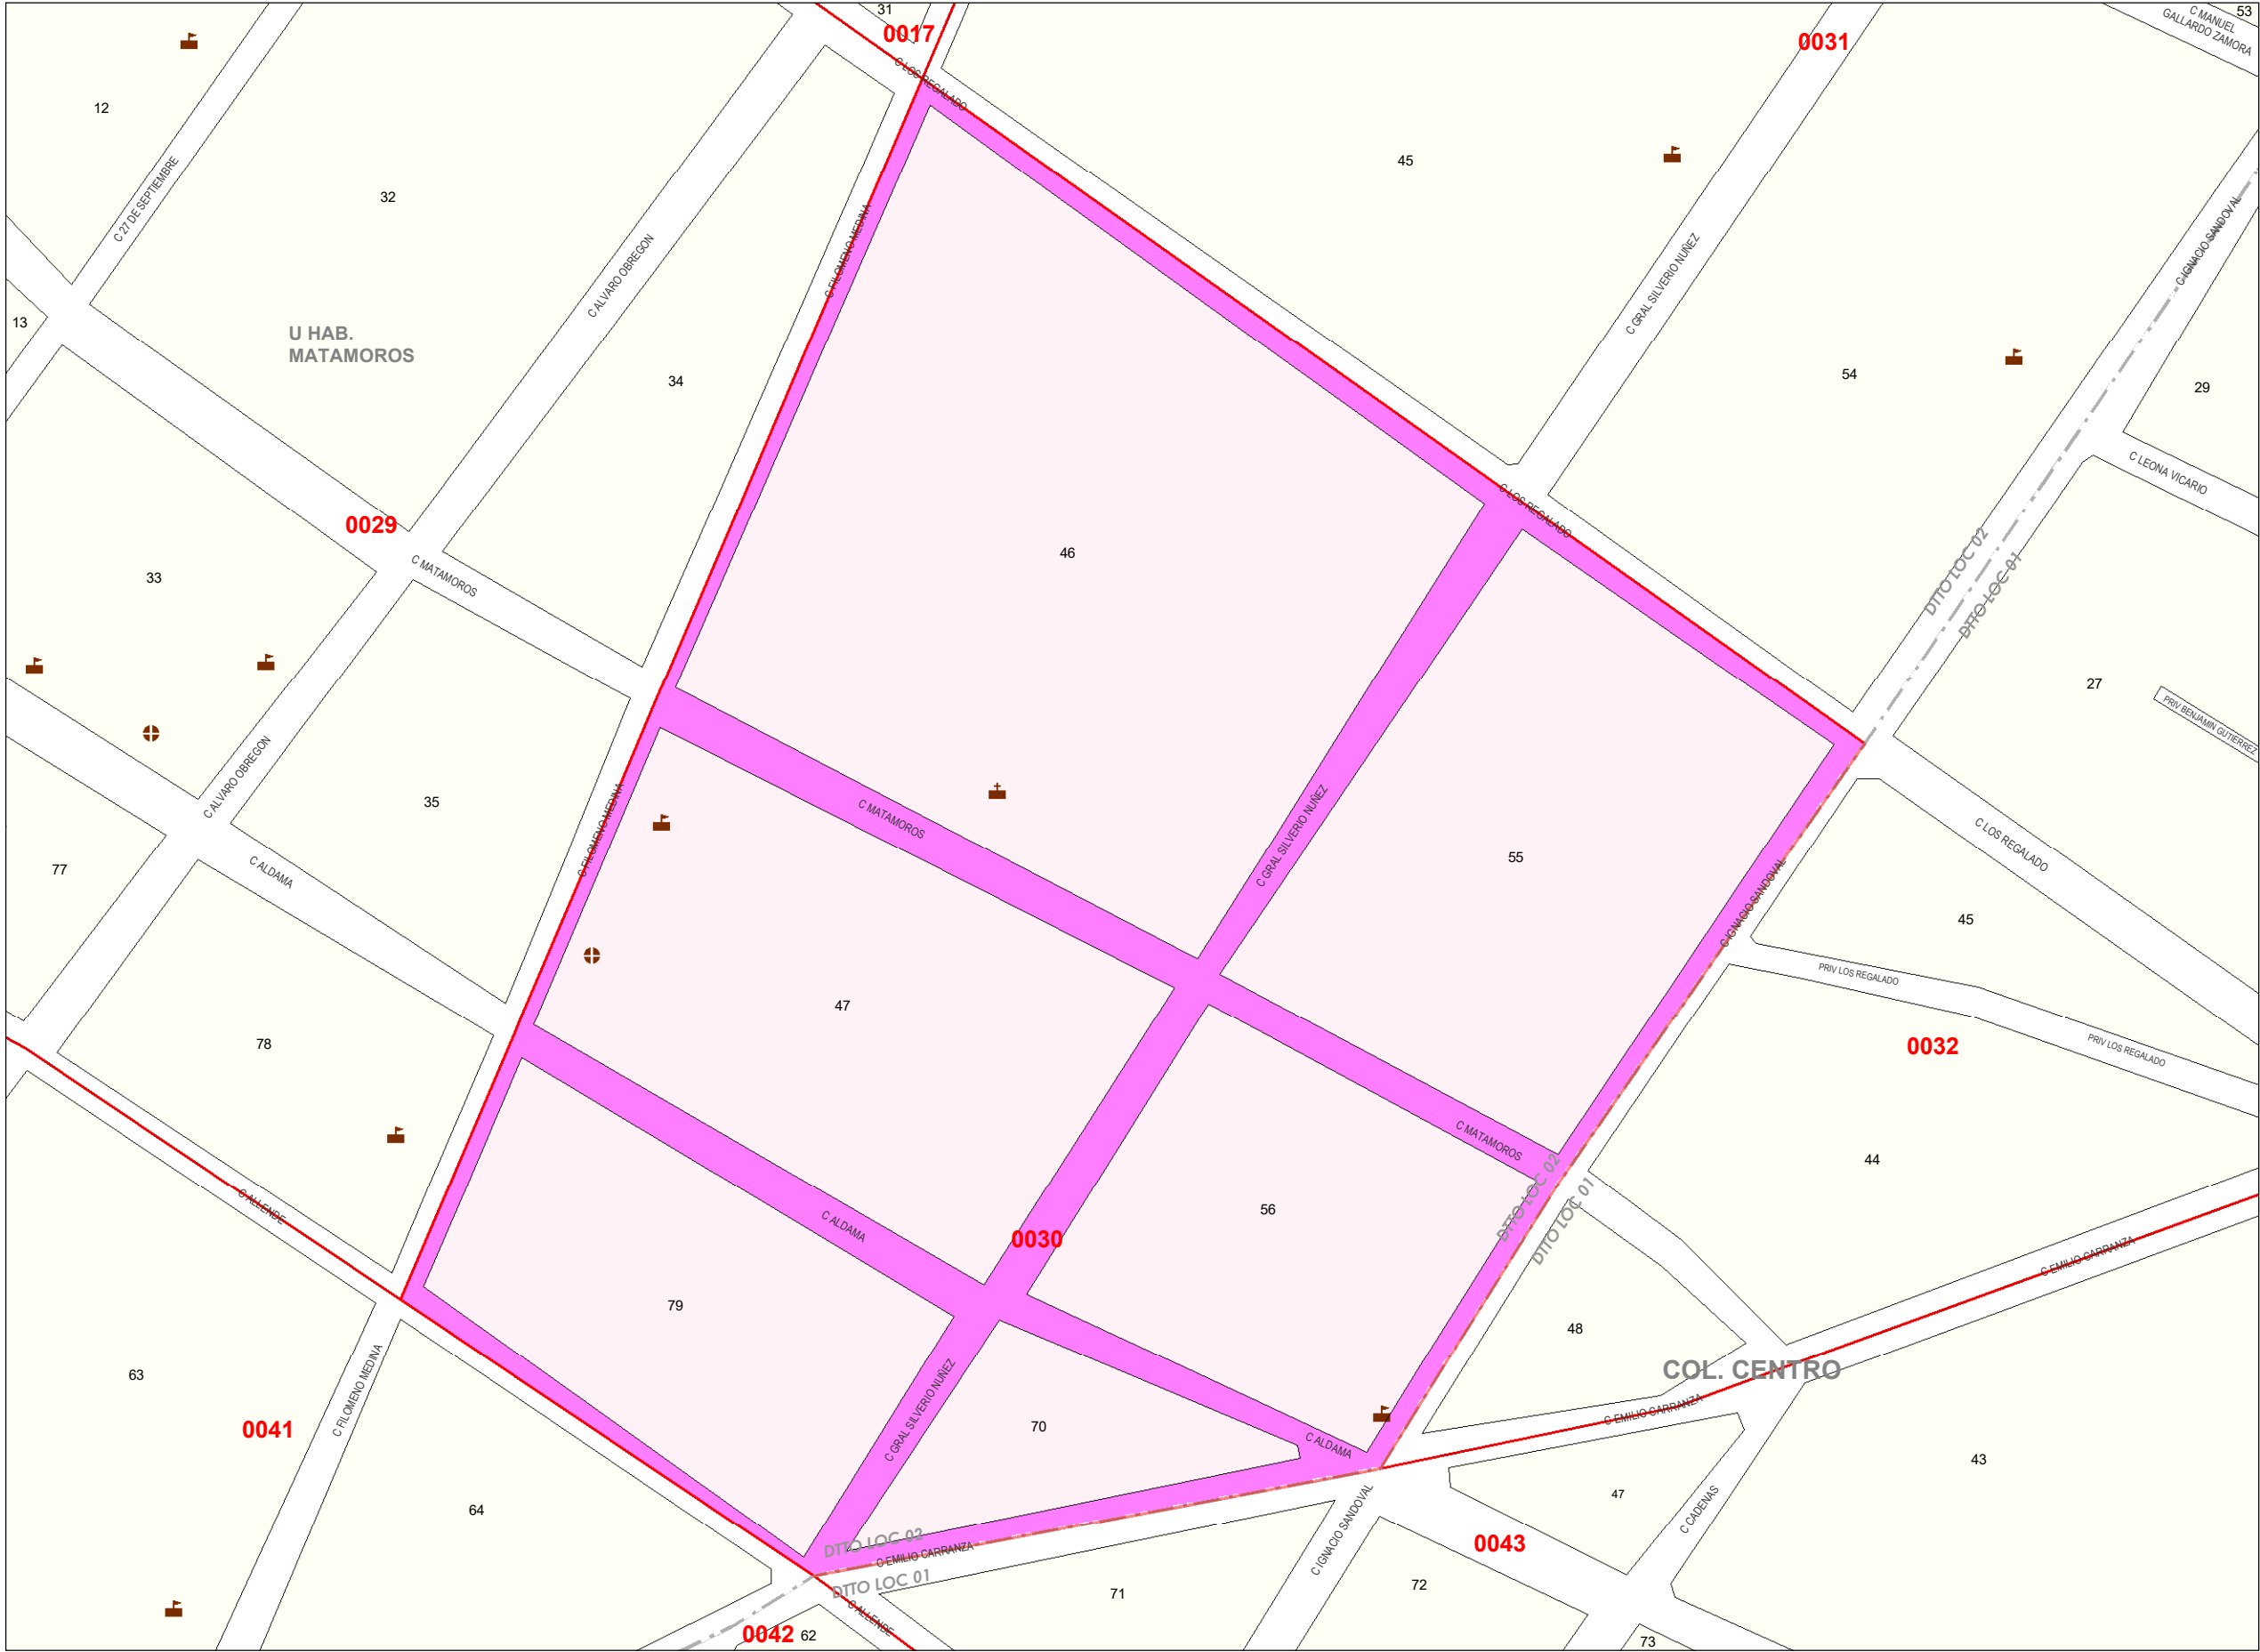 31
0017
0031
C MANUEL
GALLARDO ZAMORA
53
C LOS REGALADO
12
45
C 27 DE SEPTIEMBRE
32
C FILOMENO MEDINA
C ALVARO OBREGON
C GRAL SILVERIO NUÑEZ
C IGNACIO SANDOVAL
13
U HAB.
MATAMOROS
34
54
29
C LEONA VICARIO
0029
C LOS REGALADO
46
C MATAMOROS
33
DTTO LOC 02
DTTO LOC 01
27
PRIV BENJAMIN GUTIERREZ
C ALVARO OBREGON
35
C FILOMENO MEDINA
C MATAMOROS
C GRAL SILVERIO NUÑEZ
55
C LOS REGALADO
77
C ALDAMA
C IGNACIO SANDOVAL
45
PRIV LOS REGALADO
47
78
0032
PRIV LOS REGALADO
C MATAMOROS
44
C ALLENDE
C ALDAMA
0030
56
DTTO LOC 02
DTTO LOC 01
C EMILIO CARRANZA
79
48
63
C FILOMENO MEDINA
COL. CENTRO
C GRAL SILVERIO NUÑEZ
70
C ALDAMA
C EMILIO CARRANZA
0041
43
64
47
C CADENAS
C IGNACIO SANDOVAL
0043
DTTO LOC 02
C EMILIO CARRANZA
DTTO LOC 01
71
72
C ALLENDE
0042
62
73